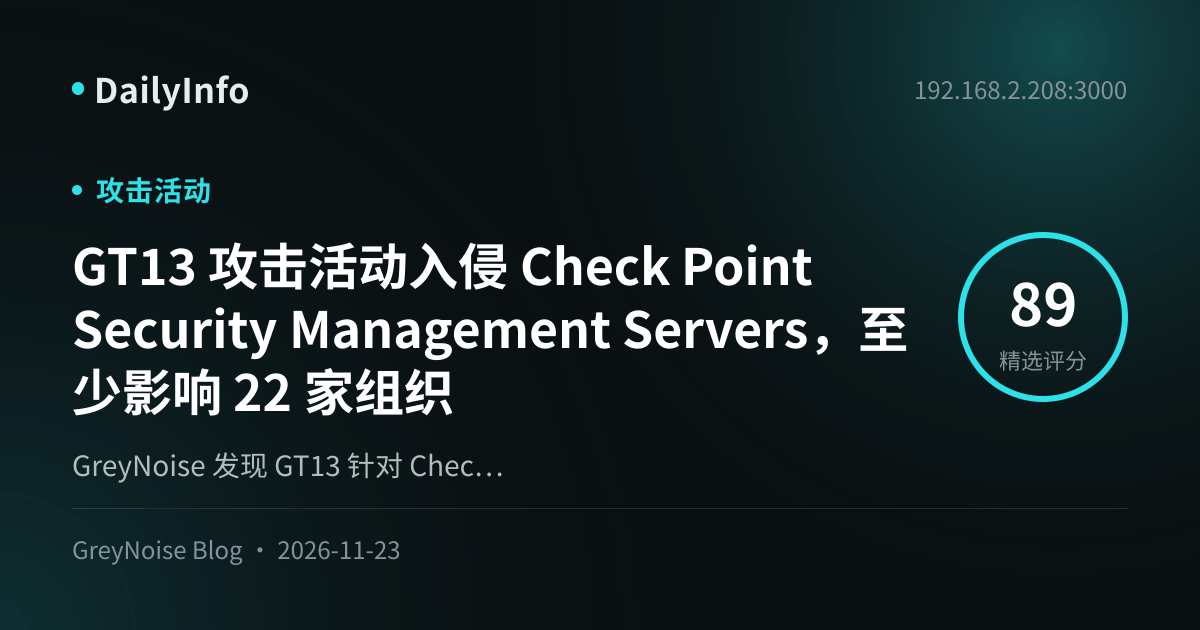 DailyInfo
192.168.2.208:3000
攻击活动
GT13 攻击活动入侵 Check Point
Security Management Servers，至
少影响 22 家组织
89
精选评分
GreyNoise 发现 GT13 针对 Chec…
GreyNoise Blog · 2026-11-23